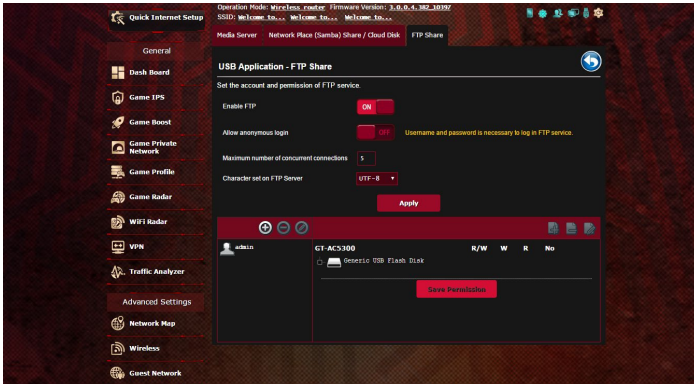 Quick Internet Setup
Operation Mode: Wireless router Firmware Version: 3.0.0.4.382_10397
SSID: Welcome to... Welcome to... Welcome to...
Media Server Network Place (Samba) Share / Cloud Disk FTP Share
General
Dash Board
Game IPS
Game Boost
Game Private
Network
Game Profile
Game Radar
WiFi Radar
VPN
Traffic Analyzer
Advanced Settings
Network Map
Wireless
Guest Network
USB Application - FTP Share
Set the account and permission of FTP service.
Enable FTP ON
Allow anonymous login OFF Username and password is necessary to log in FTP service.
Maximum number of concurrent connections 5
Character set on FTP Server UTF-8
Apply
admin
GT-AC5300 R/W W R No
Generic USB Flash Disk
Save Permission